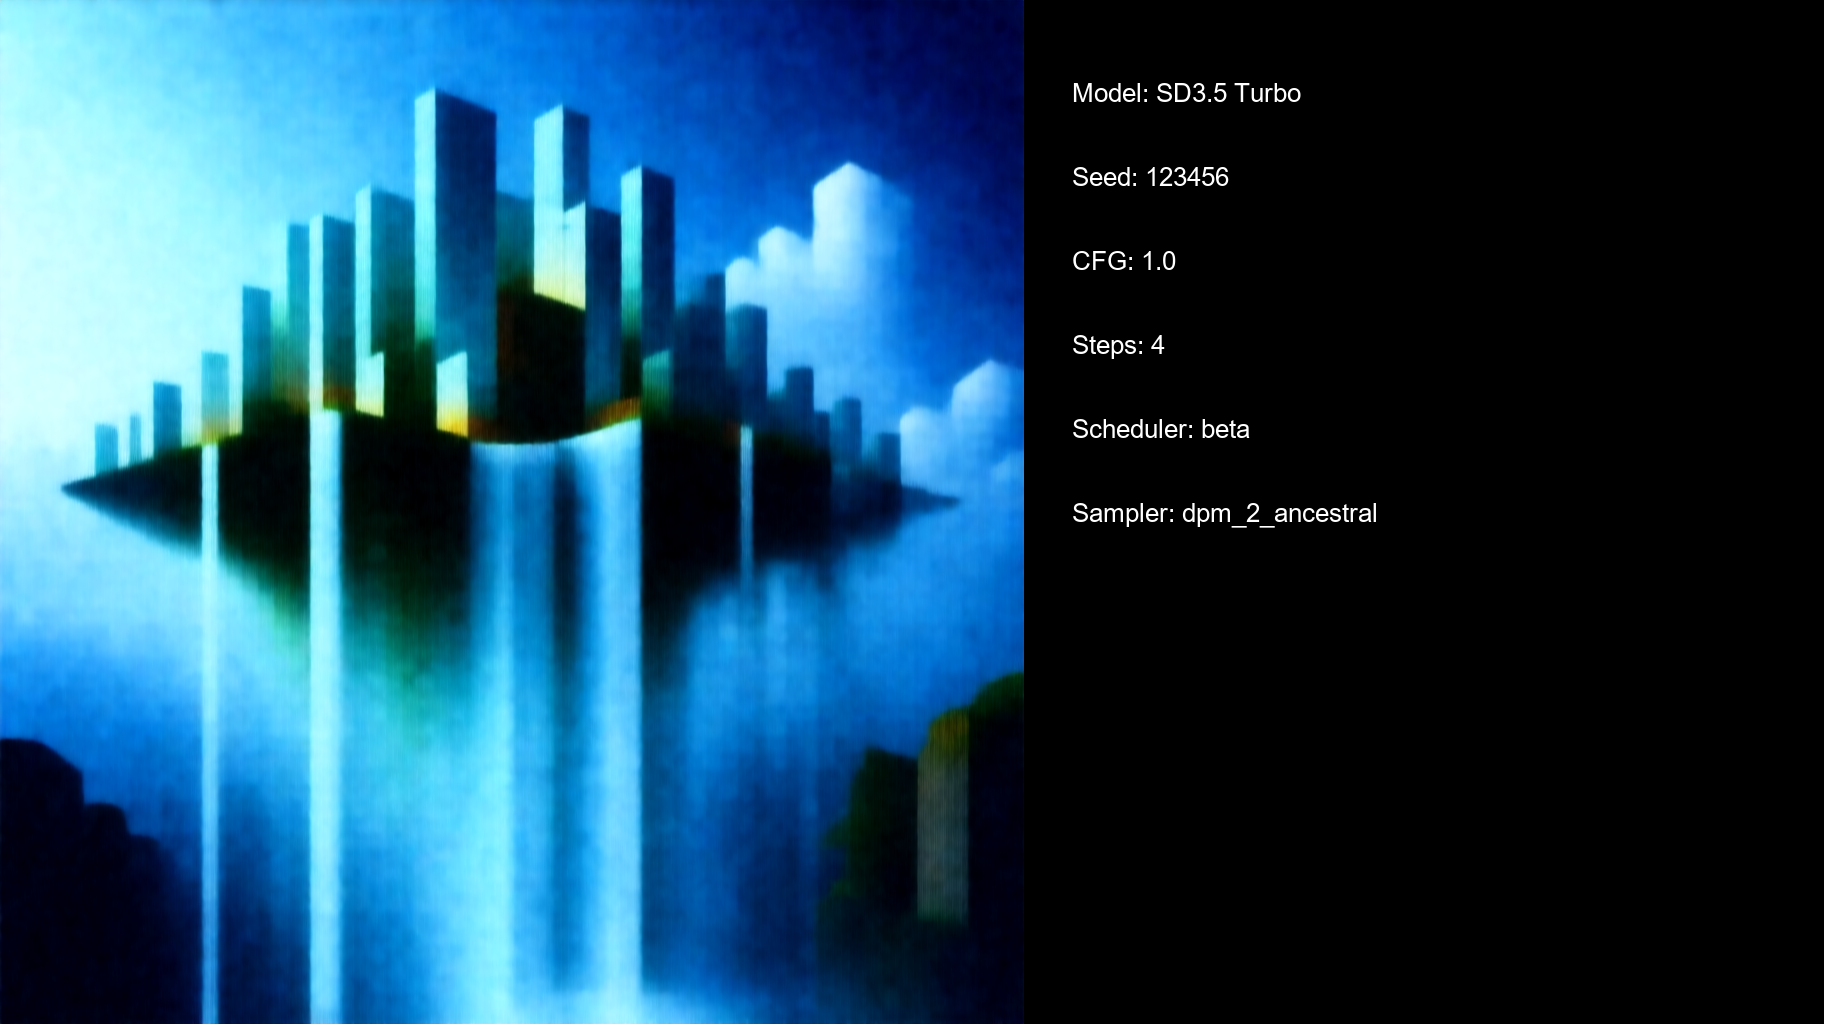 Model: SD3.5 Turbo
Seed: 123456
CFG: 1.0
Steps: 4
Scheduler: beta
Sampler: dpm_2_ancestral